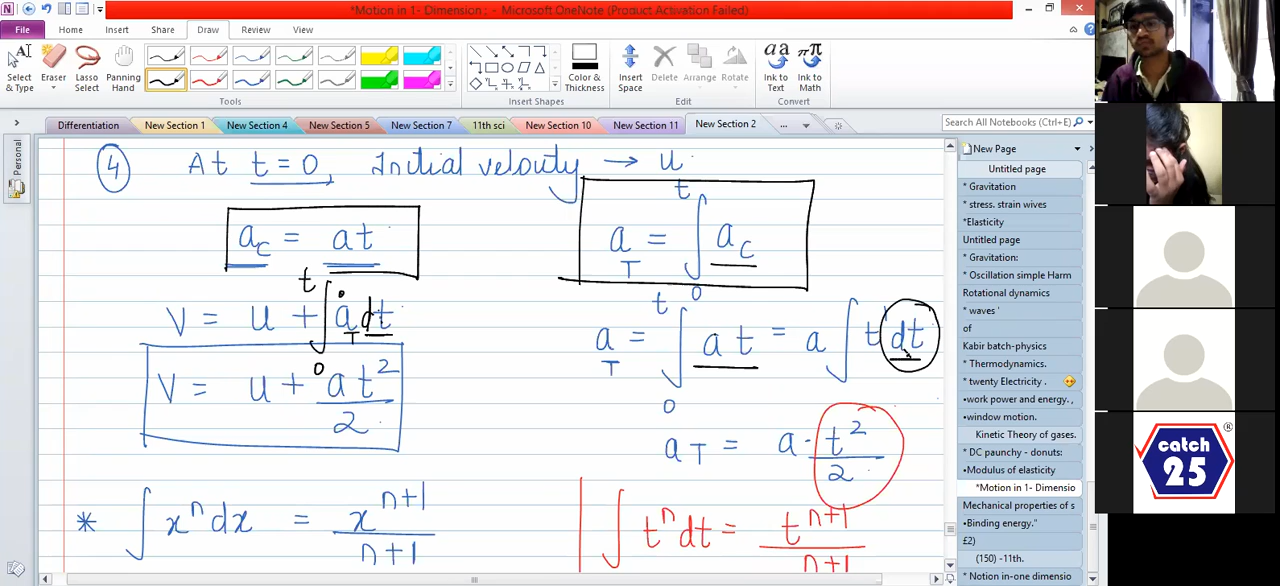 *Motion in 1- Dimension : - Microsoft OneNote (Product Activation Failed)
File Home Insert Share Draw Review View
Select & Type
Eraser
Lasso Select
Panning Hand
Color & Thickness
Insert Space
Delete
Arrange
Rotate
Ink to Text
Ink to Math
Tools
Insert Shapes
Edit
Convert
Differentiation New Section 1 New Section 4 New Section 5 New Section 7 11th sci New Section 10 New Section 11 New Section 2 ...
Search All Notebooks (Ctrl+E)
Personal
④ At t = 0, Initial velouty → u
a_C = at
a_T = ∫_0^t a_C
V = u + ∫_0^t a_T dt
a_T = ∫_0^t at = a ∫ t' dt
V = u + at²/2
a_T = a · t²/2
* ∫ xⁿ dx = x^(n+1)/(n+1)
∫ tⁿ dt = t^(n+1)/(n+1)
New Page
Untitled page
* Gravitation
* stress. strain wives
*Elasticity
Untitled page
* Gravitation:
* Oscillation simple Harm
Rotational dynamics
* waves '
of
Kabir batch-physics
* Thermodynamics.
* twenty Electricity .
*work power and energy. ,
*window motion.
Kinetic Theory of gases.
* DC paunchy - donuts:
*Modulus of elasticity
*Motion in 1- Dimensio
Mechanical properties of s
*Binding energy."
£2)
(150) -11th.
* Motion in-one dimensio
catch
25
®